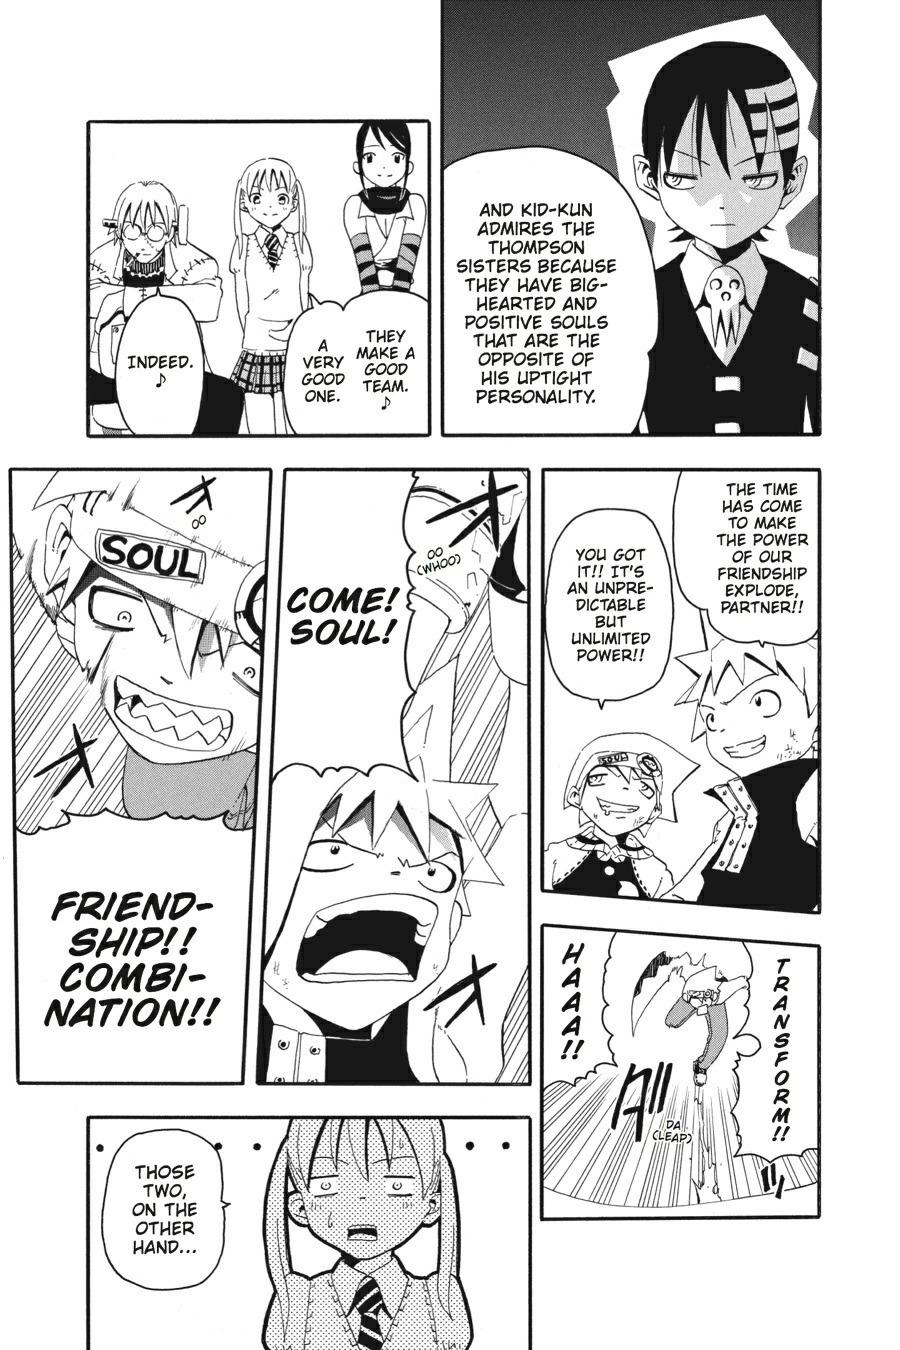 AND KID-KUN
ADMIRES THE
THOMPSON
SISTERS BECAUSE
THEY HAVE BIG-
HEARTED AND
POSITIVE SOULS
THAT ARE THE
OPPOSITE OF
HIS UPTIGHT
PERSONALITY.
THEY
MAKE A
GOOD
TEAM.
♪
A
VERY
GOOD
ONE.
INDEED.
♪
THE TIME
HAS COME
TO MAKE
THE POWER
OF OUR
FRIENDSHIP
EXPLODE,
PARTNER!!
YOU GOT
IT!! IT'S
AN UNPRE-
DICTABLE
BUT
UNLIMITED
POWER!!
SOUL
TRANSFORM!!
HAAA!!
ダッ
DA
(LEAP)
OO
(WHOO)
COME!
SOUL!
SOUL
FRIEND-
SHIP!!
COMBI-
NATION!!
THOSE
TWO,
ON THE
OTHER
HAND...